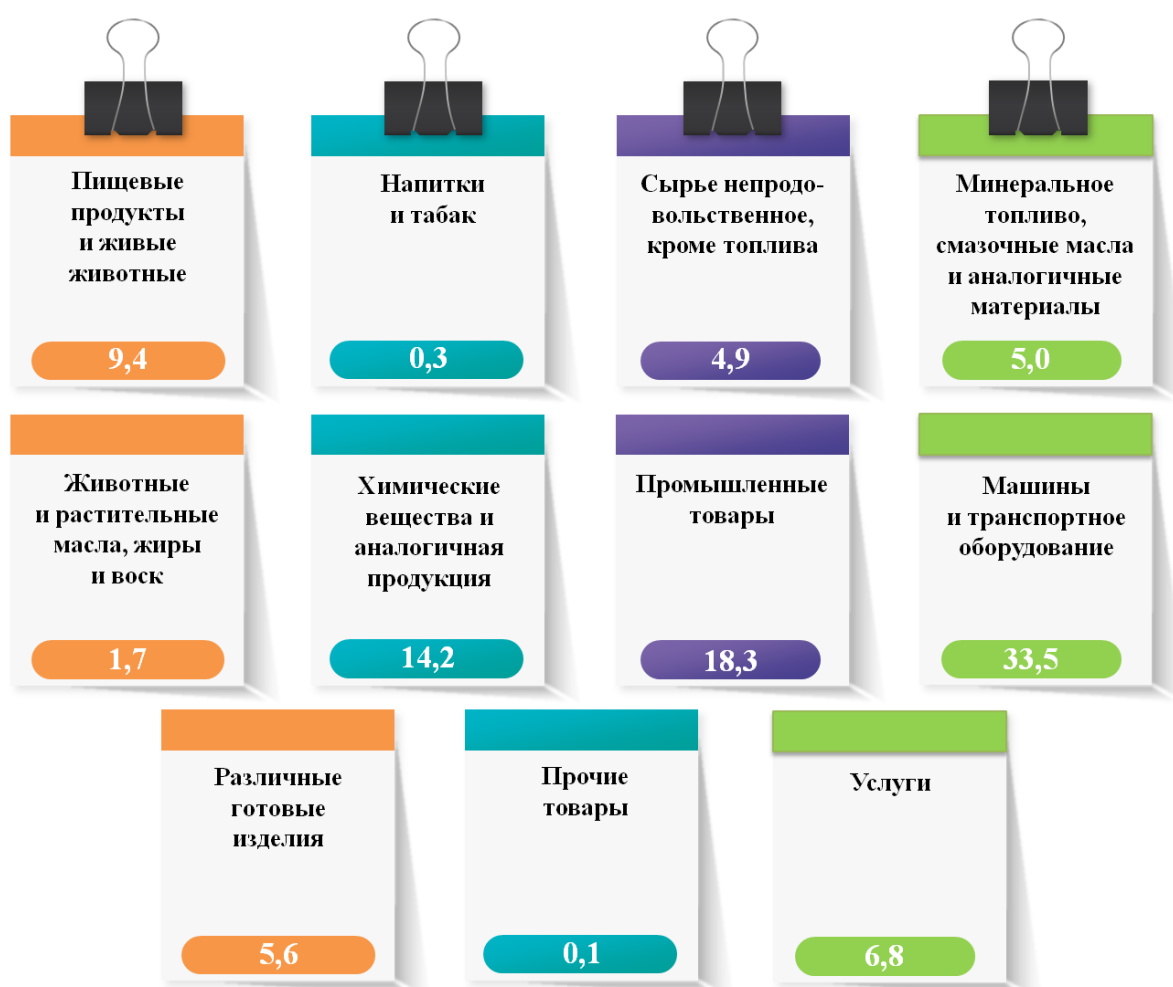 Пищевые
продукты
и живые
животные
9,4
Напитки
и табак
0,3
Сырье непродо-
вольственное,
кроме топлива
4,9
Минеральное
топливо,
смазочные масла
и аналогичные
материалы
5,0
Животные
и растительные
масла, жиры
и воск
1,7
Химические
вещества и
аналогичная
продукция
14,2
Промышленные
товары
18,3
Машины
и транспортное
оборудование
33,5
Различные
готовые
изделия
5,6
Прочие
товары
0,1
Услуги
6,8